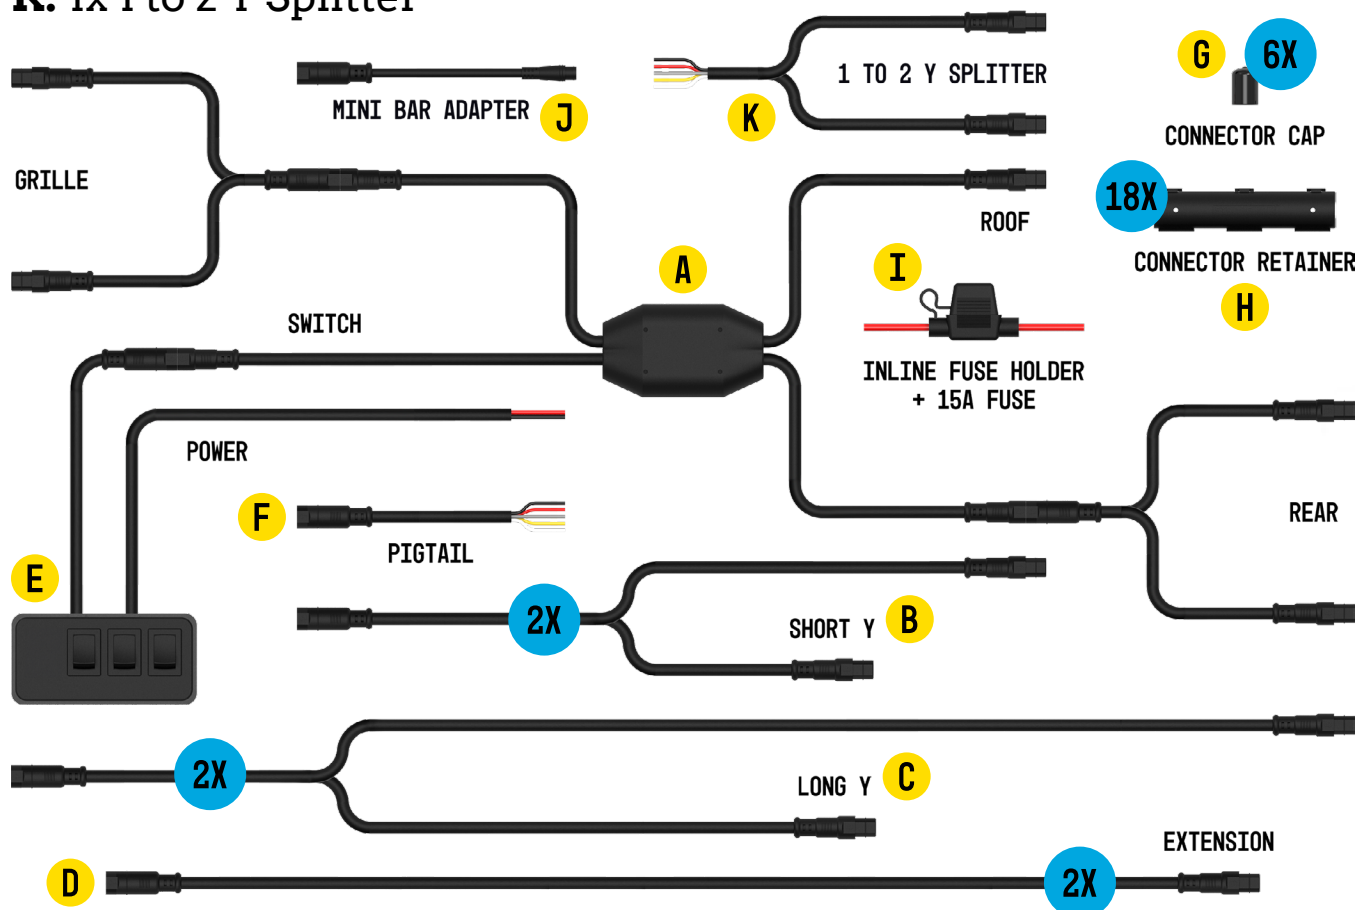 K: 1x 1 to 2 Y Splitter
G
6X
1 TO 2 Y SPLITTER
MINI BAR ADAPTER
J
K
CONNECTOR CAP
GRILLE
18X
ROOF
CONNECTOR RETAINER
A
I
H
SWITCH
INLINE FUSE HOLDER
+ 15A FUSE
POWER
F
REAR
PIGTAIL
E
2X
SHORT Y
B
2X
LONG Y
C
EXTENSION
D
2X